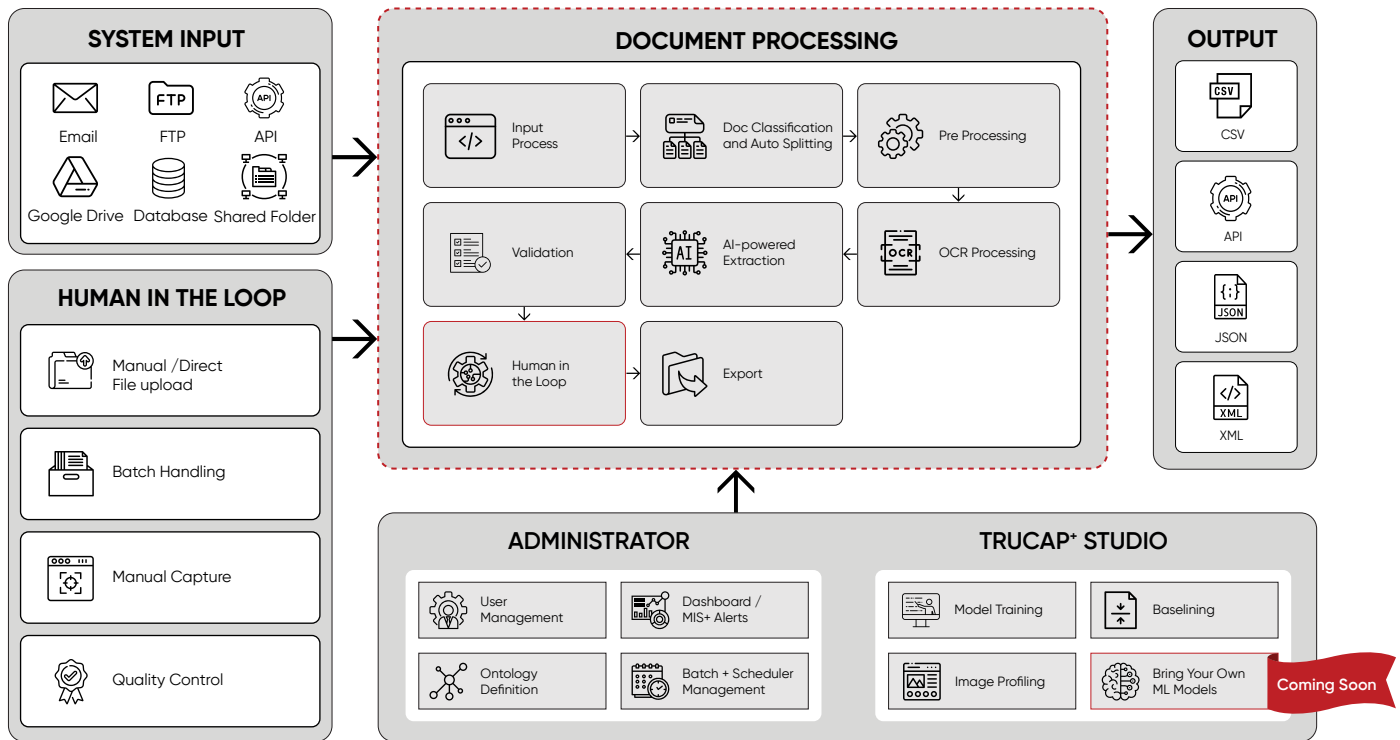 SYSTEM INPUT
Email
FTP
FTP
API
API
Google Drive
Database
Shared Folder
HUMAN IN THE LOOP
Manual /Direct
File upload
Batch Handling
Manual Capture
Quality Control
DOCUMENT PROCESSING
Input
Process
Doc Classification
and Auto Splitting
Pre Processing
Validation
AI
AI-powered
Extraction
OCR
OCR Processing
Human in
the Loop
Export
OUTPUT
CSV
CSV
API
API
{;}
JSON
JSON
</>
XML
XML
ADMINISTRATOR
User
Management
Dashboard /
MIS+ Alerts
Ontology
Definition
Batch + Scheduler
Management
TRUCAP⁺ STUDIO
Model Training
Baselining
Image Profiling
Bring Your Own
ML Models
Coming Soon